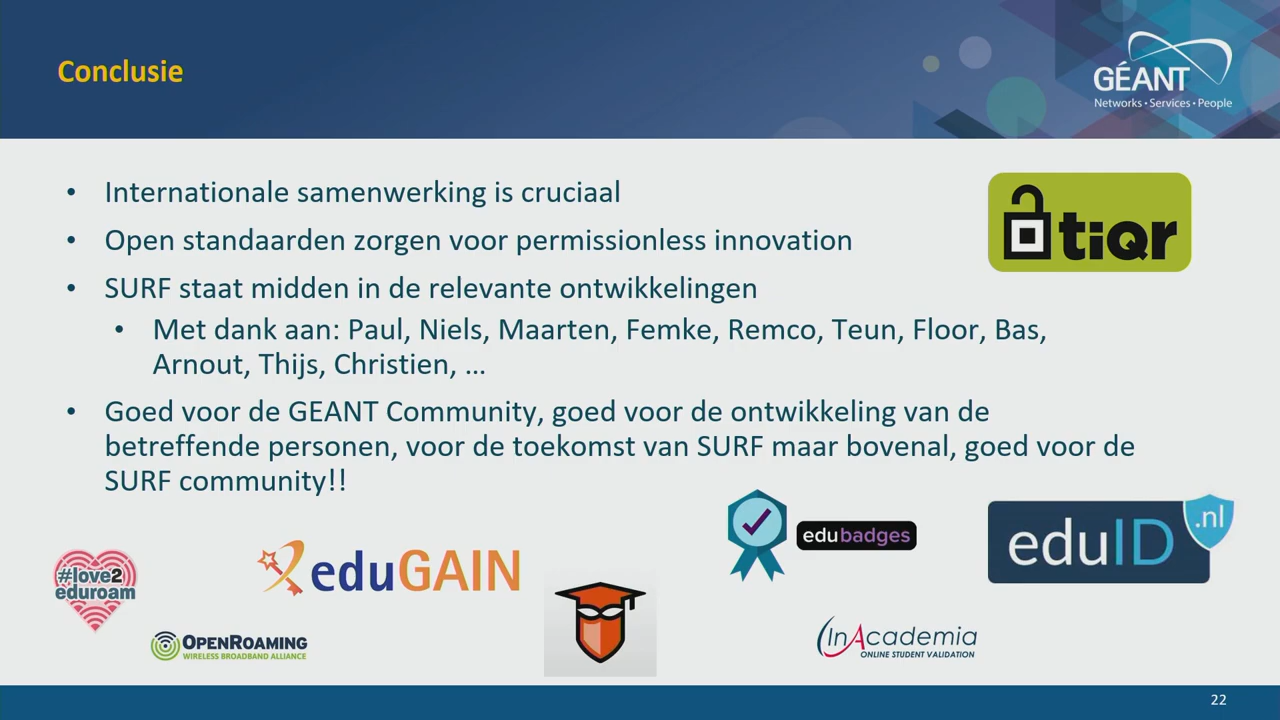 Conclusie
GÉANT
Networks • Services • People
• Internationale samenwerking is cruciaal
• Open standaarden zorgen voor permissionless innovation
• SURF staat midden in de relevante ontwikkelingen
• Met dank aan: Paul, Niels, Maarten, Femke, Remco, Teun, Floor, Bas,
Arnout, Thijs, Christien, …
• Goed voor de GEANT Community, goed voor de ontwikkeling van de
betreffende personen, voor de toekomst van SURF maar bovenal, goed voor de
SURF community!!
tiqr
#love2
eduroam
eduGAIN
OPENROAMING
WIRELESS BROADBAND ALLIANCE
edubadges
eduID
.nl
InAcademia
ONLINE STUDENT VALIDATION
22